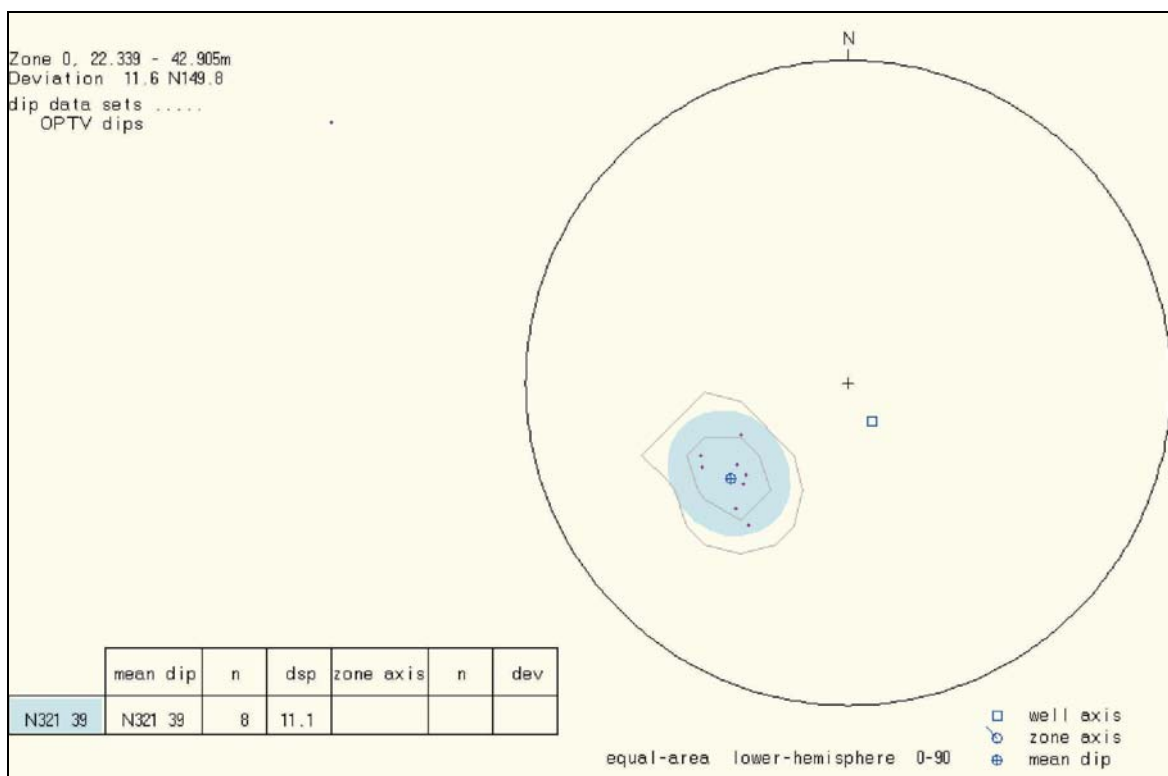 N
Zone 0, 22.339 - 42.905m
Deviation 11.6 N149.8
dip data sets .....
OPTV dips
mean dip n dsp zone axis n dev
N321 39 N321 39 8 11.1
well axis
zone axis
equal-area lower-hemisphere 0-90 mean dip